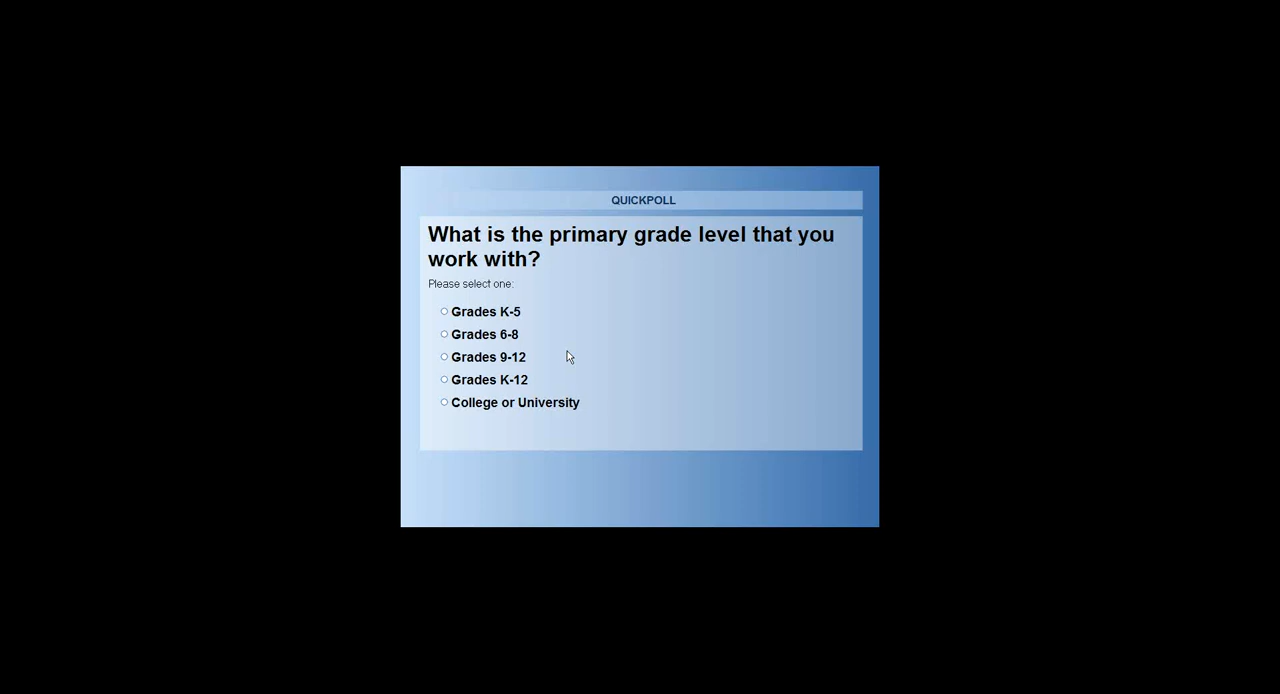 QUICKPOLL
What is the primary grade level that you
work with?
Please select one:
Grades K-5
Grades 6-8
Grades 9-12
Grades K-12
College or University